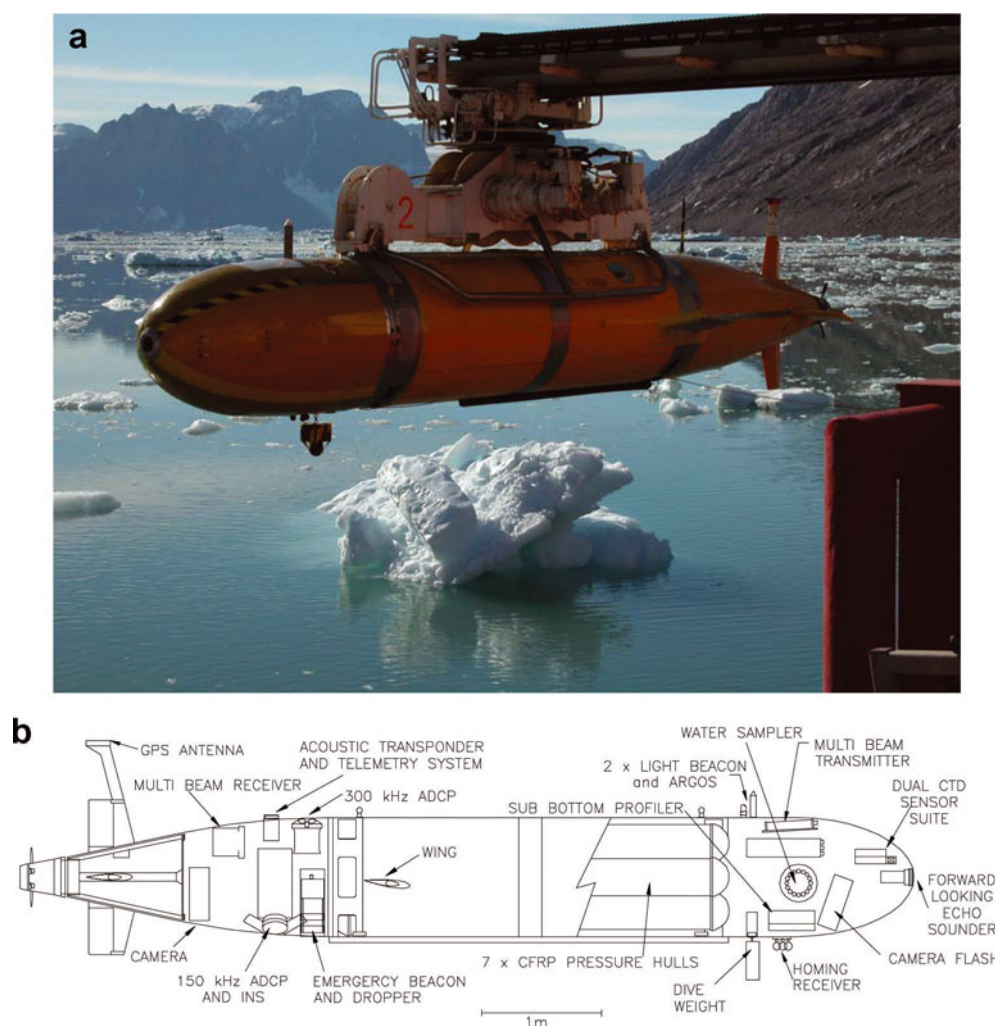 a
2
b
GPS ANTENNA
MULTI BEAM RECEIVER
ACOUSTIC TRANSPONDER
AND TELEMETRY SYSTEM
300 kHz ADCP
WING
SUB BOTTOM PROFILER
2 x LIGHT BEACON
and ARGOS
WATER SAMPLER
MULTI BEAM
TRANSMITTER
DUAL CTD
SENSOR
SUITE
FORWARD
LOOKING
ECHO
SOUNDER
CAMERA
150 kHz ADCP
AND INS
EMERGENCY BEACON
AND DROPPER
7 x CFRP PRESSURE HULLS
DIVE
WEIGHT
HOMING
RECEIVER
CAMERA FLASH
1m